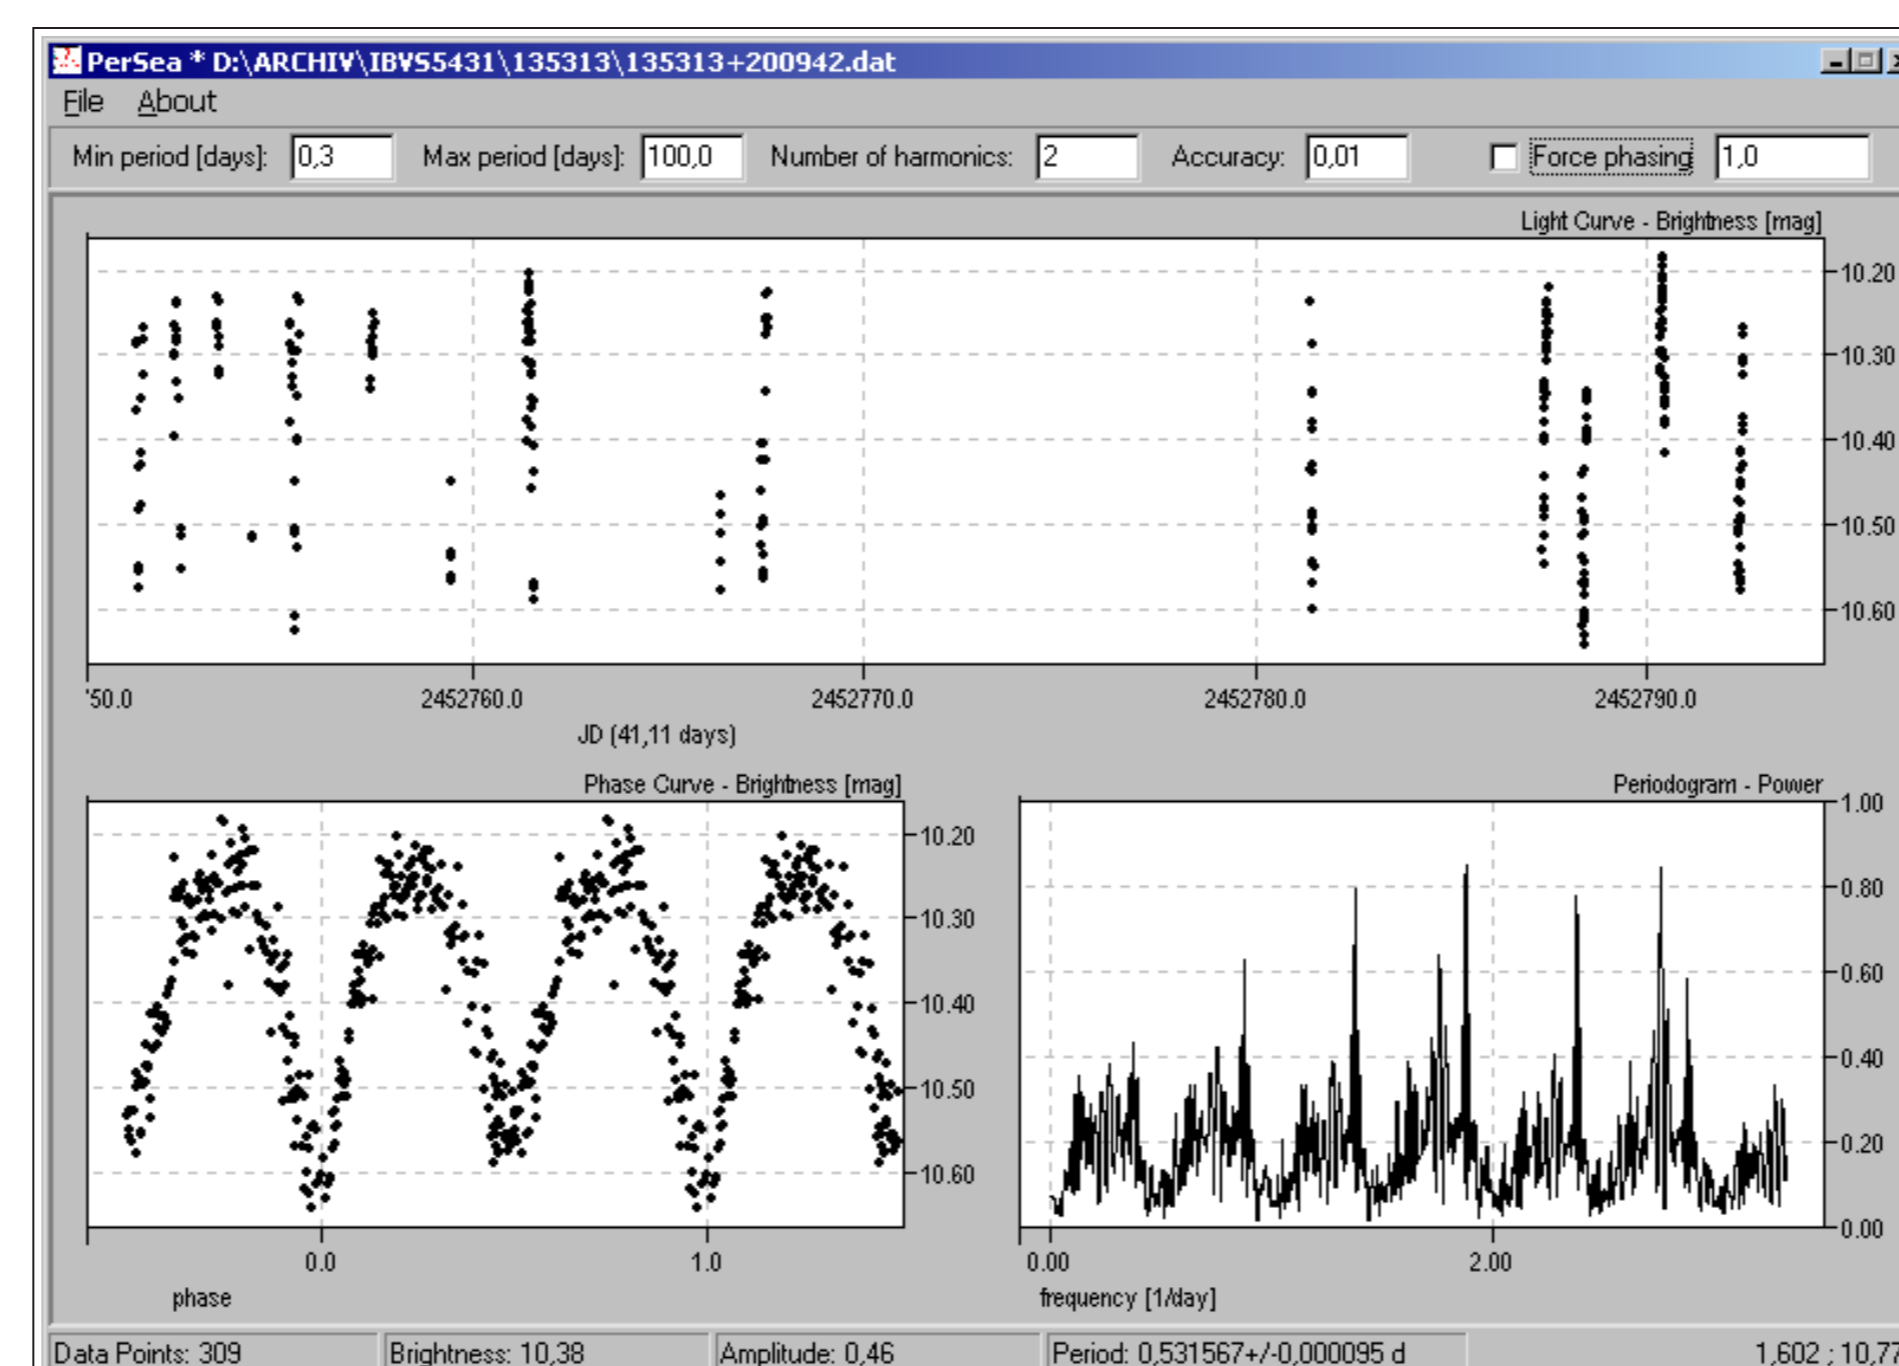 PerSea * D:\ARCHIV\IBVS5431\135313\135313+200942.dat
File About
Min period [days]: 0,3 Max period [days]: 100,0 Number of harmonics: 2 Accuracy: 0,01 Force phasing 1,0
Light Curve - Brightness [mag]
10.20
10.30
10.40
10.50
10.60
'50.0 2452760.0 2452770.0 2452780.0 2452790.0
JD (41,11 days)
Phase Curve - Brightness [mag]
10.20
10.30
10.40
10.50
10.60
0.0 1.0
phase
Periodogram - Power
1.00
0.80
0.60
0.40
0.20
0.00
0.00 2.00
frequency [1/day]
Data Points: 309 Brightness: 10,38 Amplitude: 0,46 Period: 0,531567+/-0,000095 d 1,602 ; 10,77